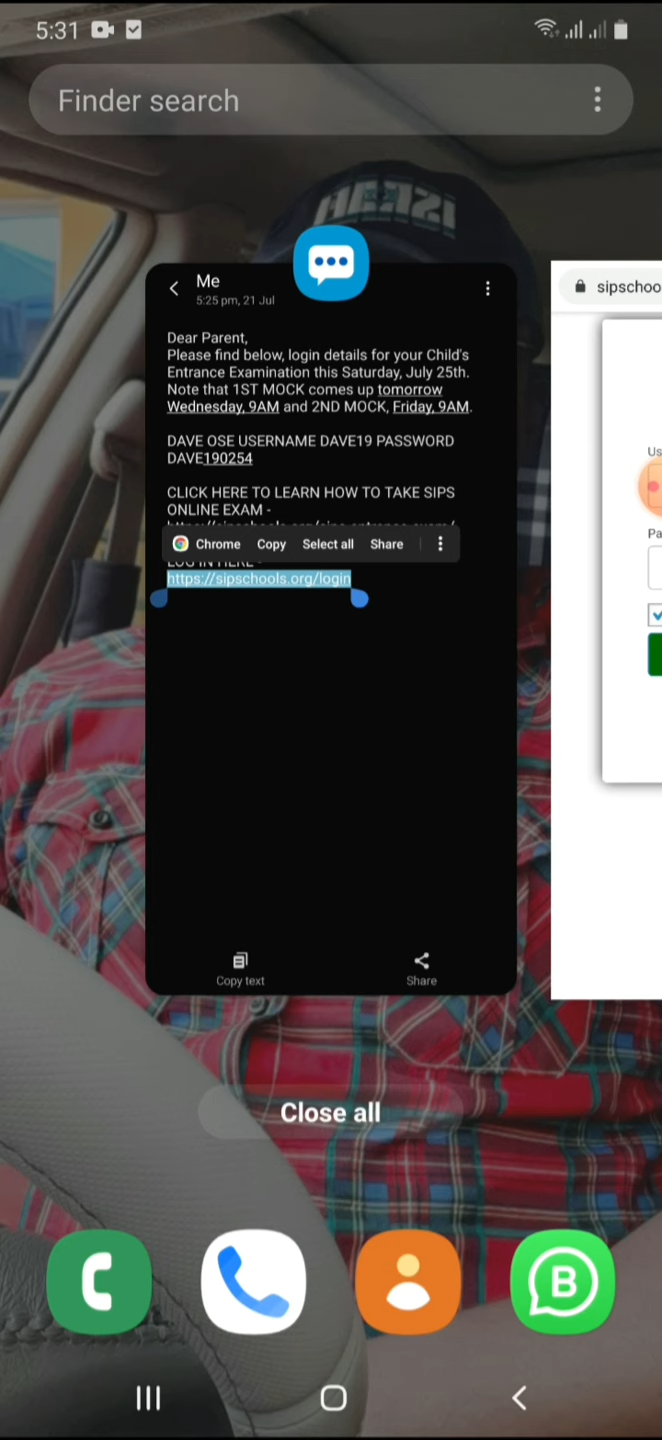 5:31
Finder search
Me
5:25 pm, 21 Jul
sipschoo
Dear Parent,
Please find below, login details for your Child's
Entrance Examination this Saturday, July 25th.
Note that 1ST MOCK comes up tomorrow
Wednesday, 9AM and 2ND MOCK, Friday, 9AM.
DAVE OSE USERNAME DAVE19 PASSWORD
DAVE190254
CLICK HERE TO LEARN HOW TO TAKE SIPS
ONLINE EXAM -
Chrome Copy Select all Share
LOG IN HERE -
https://sipschools.org/login
Us
Pa
Copy text
Share
Close all
B